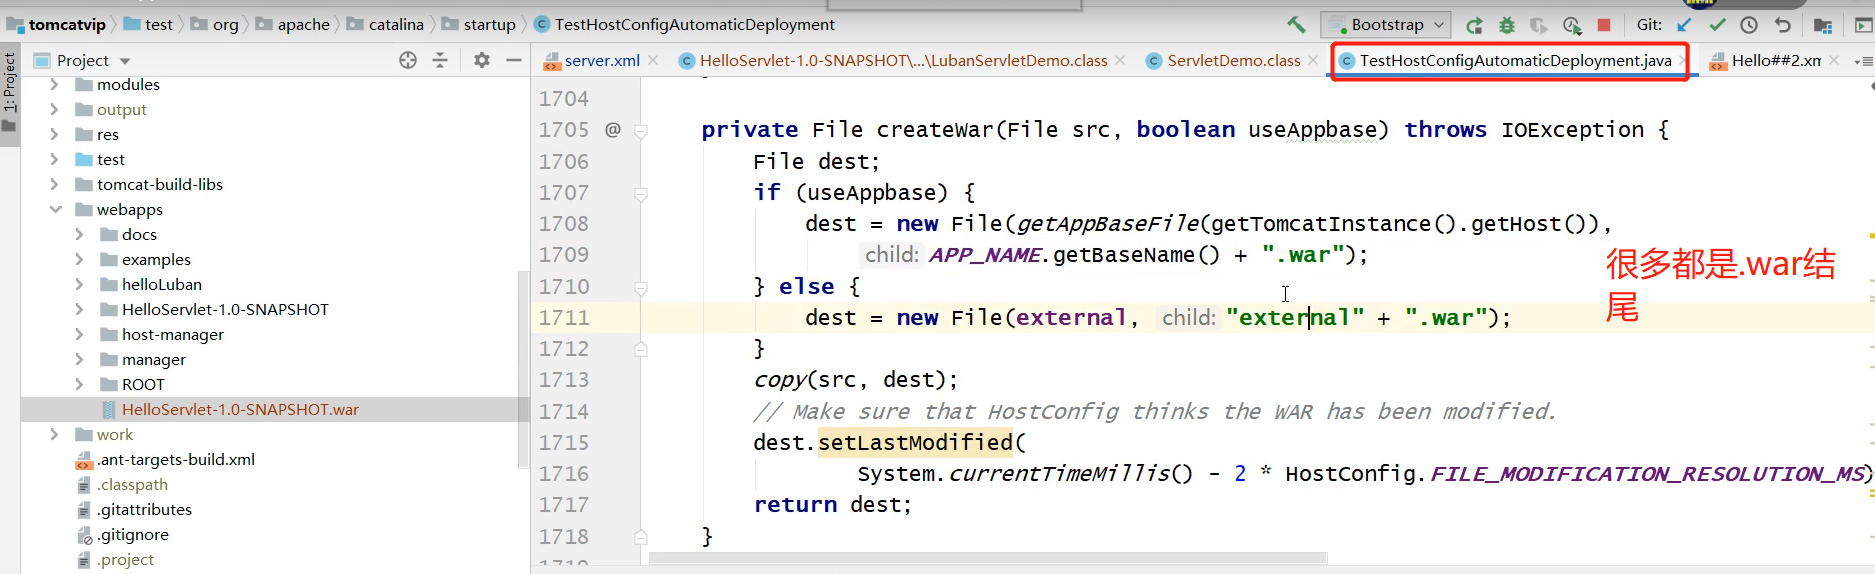 tomcatvip test org apache catalina startup TestHostConfigAutomaticDeployment Bootstrap Git:
1: Project
Project
modules
output
res
test
tomcat-build-libs
webapps
docs
examples
helloLuban
HelloServlet-1.0-SNAPSHOT
host-manager
manager
ROOT
HelloServlet-1.0-SNAPSHOT.war
work
.ant-targets-build.xml
.classpath
.gitattributes
.gitignore
.project
server.xml HelloServlet-1.0-SNAPSHOT\...\LubanServletDemo.class ServletDemo.class TestHostConfigAutomaticDeployment.java Hello##2.xm
1704
1705 @ private File createWar(File src, boolean useAppbase) throws IOException {
1706 File dest;
1707 if (useAppbase) {
1708 dest = new File(getAppBaseFile(getTomcatInstance().getHost()),
1709 child: APP_NAME.getBaseName() + ".war");
1710 } else {
1711 dest = new File(external, child: "external" + ".war");
1712 }
1713 copy(src, dest);
1714 // Make sure that HostConfig thinks the WAR has been modified.
1715 dest.setLastModified(
1716 System.currentTimeMillis() - 2 * HostConfig.FILE_MODIFICATION_RESOLUTION_MS)
1717 return dest;
1718 }
很多都是.war结
尾